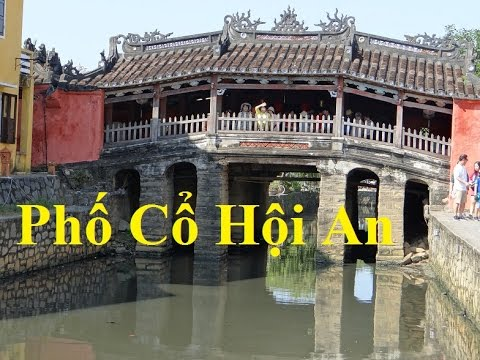 Phố Cổ Hội An